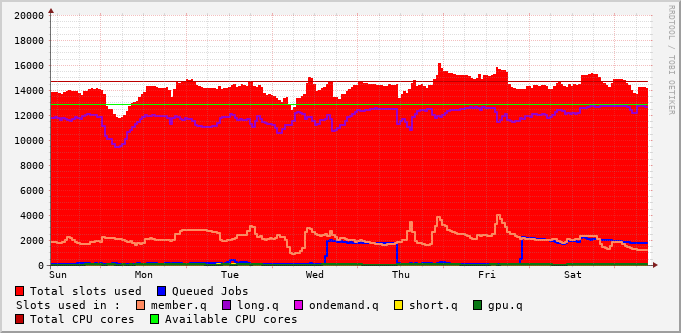 20000
18000
16000
14000
12000
10000
8000
6000
4000
2000
0
Sun Mon Tue Wed Thu Fri Sat
RRDTOOL / TOBI OETIKER
Total slots used Queued Jobs
Slots used in : member.q long.q ondemand.q short.q gpu.q
Total CPU cores Available CPU cores